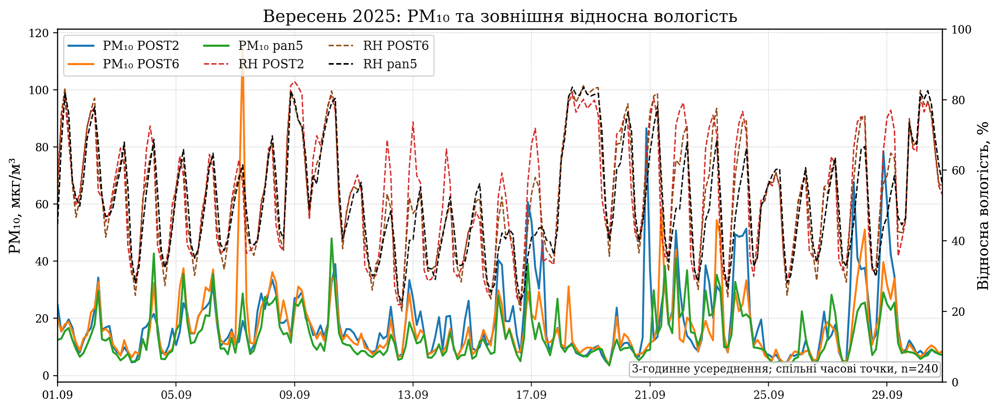 Вересень 2025: PM₁₀ та зовнішня відносна вологість
PM₁₀ POST2
PM₁₀ POST6
PM₁₀ pan5
RH POST2
RH POST6
RH pan5
PM₁₀, мкг/м³
120
100
80
60
40
20
0
Відносна вологість, %
100
80
60
40
20
0
3-годинне усереднення; спільні часові точки, n=240
01.09 05.09 09.09 13.09 17.09 21.09 25.09 29.09